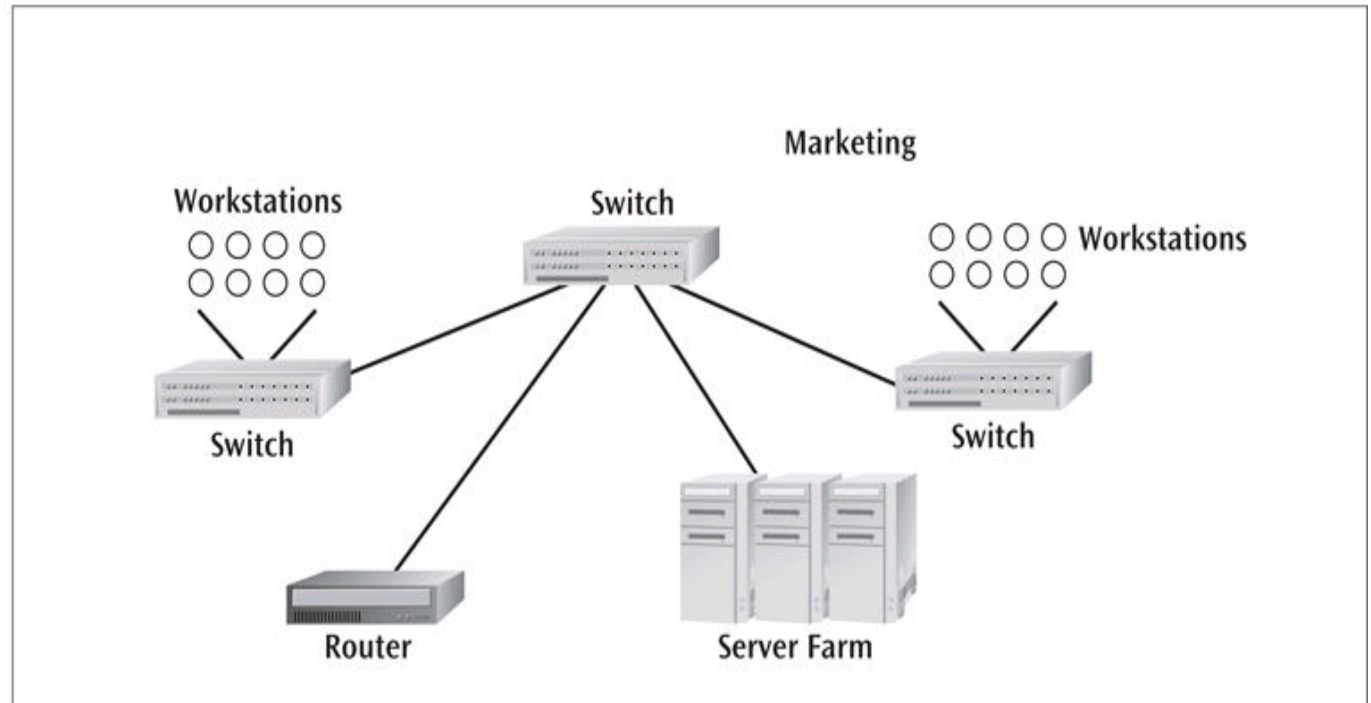 Marketing
Workstations
Switch
Workstations
Switch
Switch
Router
Server Farm